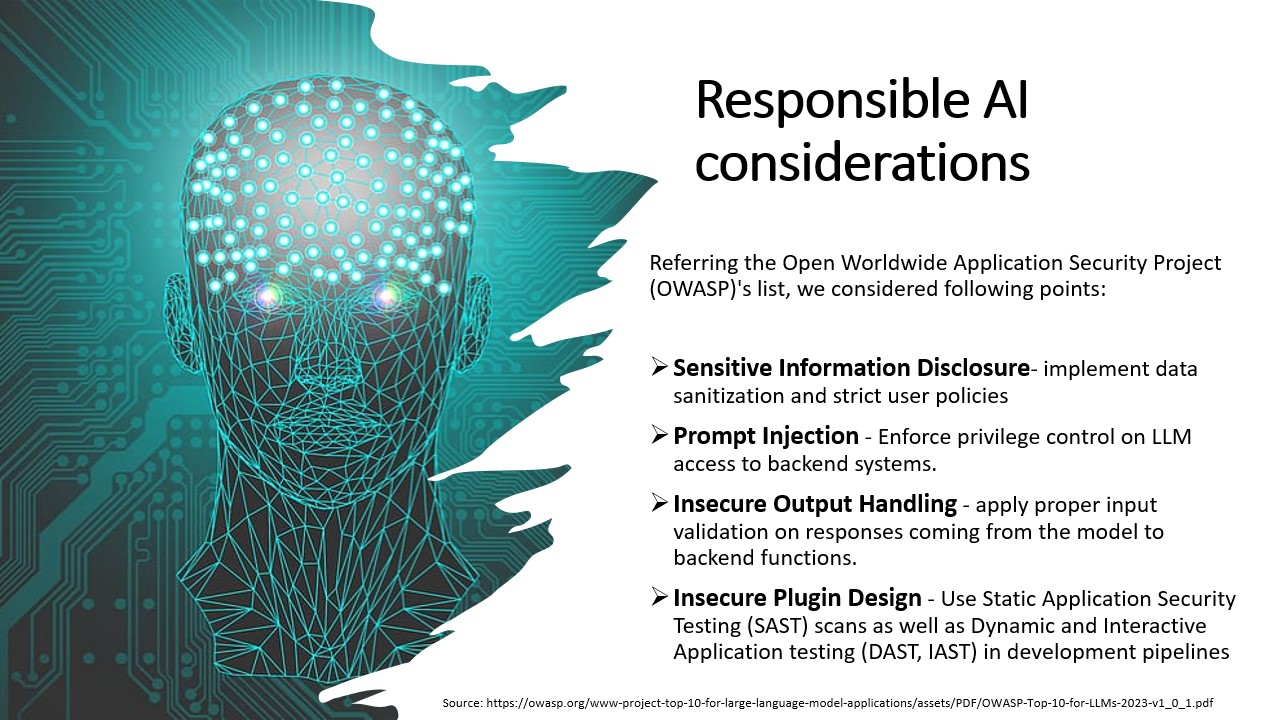 Responsible AI
considerations
Referring the Open Worldwide Application Security Project
(OWASP)'s list, we considered following points:
➢ Sensitive Information Disclosure- implement data
sanitization and strict user policies
➢ Prompt Injection - Enforce privilege control on LLM
access to backend systems.
➢ Insecure Output Handling - apply proper input
validation on responses coming from the model to
backend functions.
➢ Insecure Plugin Design - Use Static Application Security
Testing (SAST) scans as well as Dynamic and Interactive
Application testing (DAST, IAST) in development pipelines
Source: https://owasp.org/www-project-top-10-for-large-language-model-applications/assets/PDF/OWASP-Top-10-for-LLMs-2023-v1_0_1.pdf